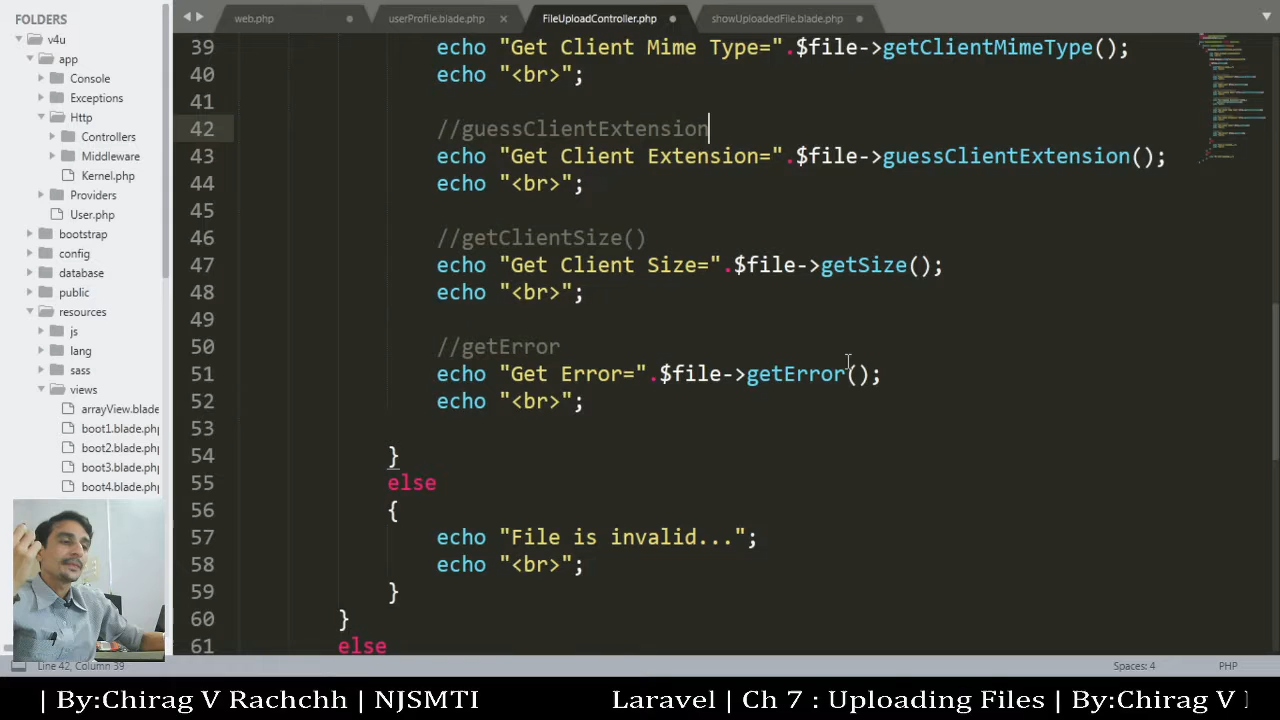 FOLDERS
v4u
app
Console
Exceptions
Http
Controllers
Middleware
Kernel.php
Providers
User.php
bootstrap
config
database
public
resources
js
lang
sass
views
arrayView.blade
boot1.blade.php
boot2.blade.php
boot3.blade.php
boot4.blade.php
web.php
userProfile.blade.php
FileUploadController.php
showUploadedFile.blade.php
39 echo "Get Client Mime Type=".$file->getClientMimeType();
40 echo "<br>";
41
42 //guessClientExtension
43 echo "Get Client Extension=".$file->guessClientExtension();
44 echo "<br>";
45
46 //getClientSize()
47 echo "Get Client Size=".$file->getSize();
48 echo "<br>";
49
50 //getError
51 echo "Get Error=".$file->getError();
52 echo "<br>";
53
54 }
55 else
56 {
57 echo "File is invalid...";
58 echo "<br>";
59 }
60 }
61 else
Line 42, Column 39
Spaces: 4
PHP
| By:Chirag V Rachchh | NJSMTI
Laravel | Ch 7 : Uploading Files | By:Chirag V